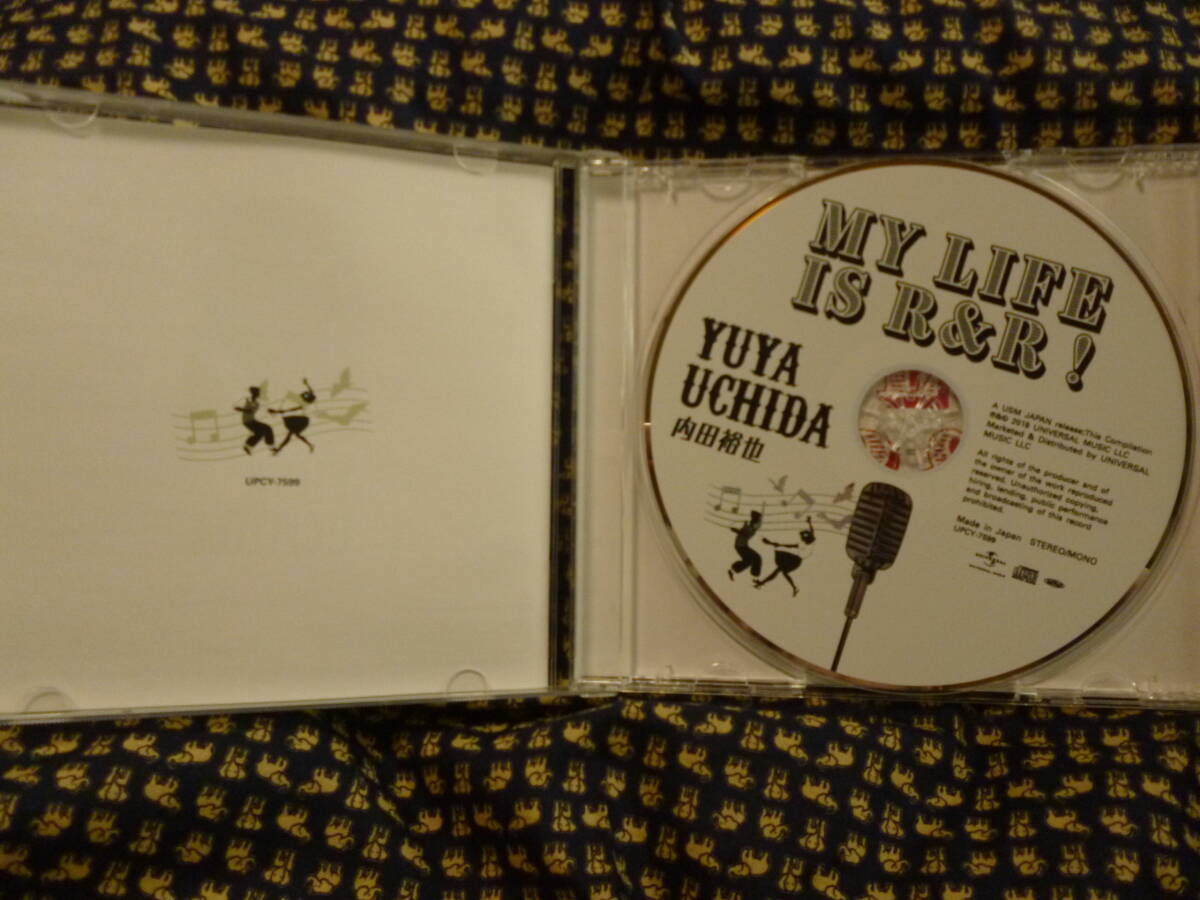 UPCY-7599
MY LIFE
IS R&R !
YUYA
UCHIDA
内田裕也
A USM JAPAN release;This Compilation
℗&© 2018 UNIVERSAL MUSIC LLC
Marketed & Distributed by UNIVERSAL
MUSIC LLC
All rights of the producer and of
the owner of the work reproduced
reserved. Unauthorized copying,
hiring, lending, public performance
and broadcasting of this record
prohibited.
Made in Japan STEREO/MONO
UPCY-7599